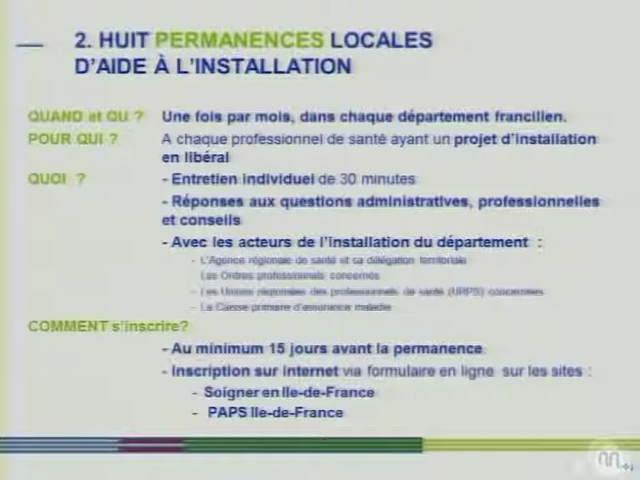 2. HUIT PERMANENCES LOCALES
D'AIDE À L'INSTALLATION
QUAND et OU ? Une fois par mois, dans chaque département francilien.
POUR QUI ? A chaque professionnel de santé ayant un projet d'installation
en libéral
QUOI ? - Entretien individuel de 30 minutes
- Réponses aux questions administratives, professionnelles
et conseils
- Avec les acteurs de l'installation du département :
- L'Agence régionale de santé et sa délégation territoriale
- Les Ordres professionnels concernés
- Les Unions régionales des professionnels de santé (URPS) concernées
- La Caisse primaire d'assurance maladie
COMMENT s'inscrire?
- Au minimum 15 jours avant la permanence
- Inscription sur internet via formulaire en ligne sur les sites :
- Soigner en Ile-de-France
- PAPS Ile-de-France